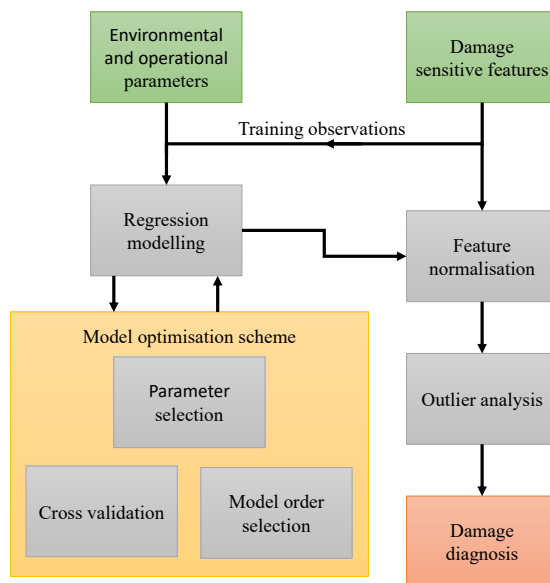 Environmental
and operational
parameters
Damage
sensitive features
Training observations
Regression
modelling
Feature
normalisation
Model optimisation scheme
Parameter
selection
Outlier analysis
Cross validation
Model order
selection
Damage
diagnosis